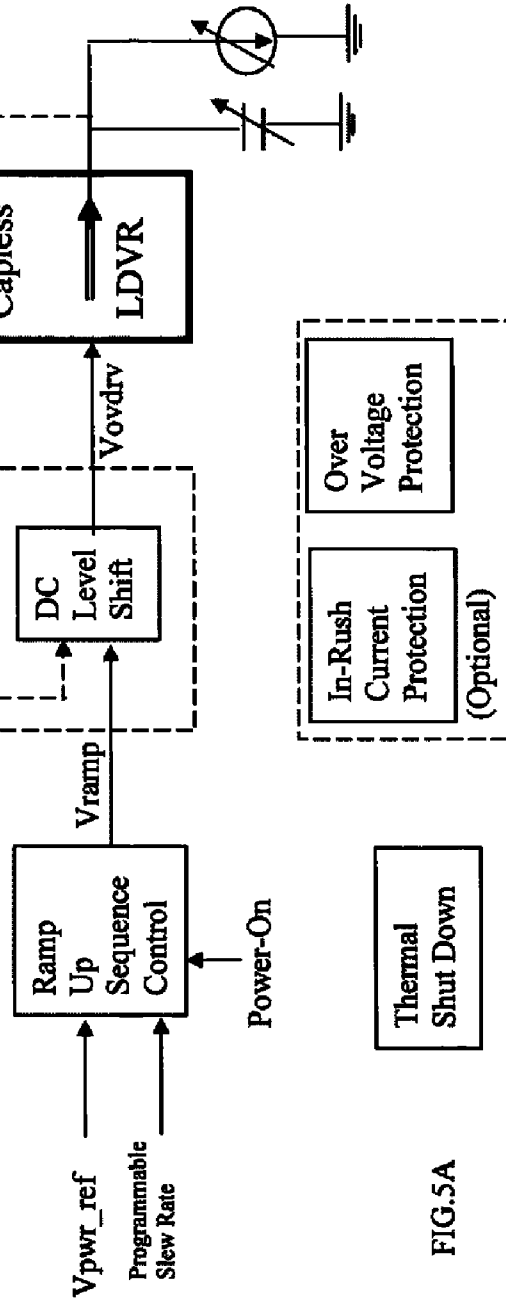 Capless
LDVR
Vovdrv
DC
Level
Shift
Over
Voltage
Protection
In-Rush
Current
Protection
(Optional)
Vramp
Ramp
Up
Sequence
Control
Power-On
Thermal
Shut Down
Vpwr_ref
Programmable
Slew Rate
FIG.5A